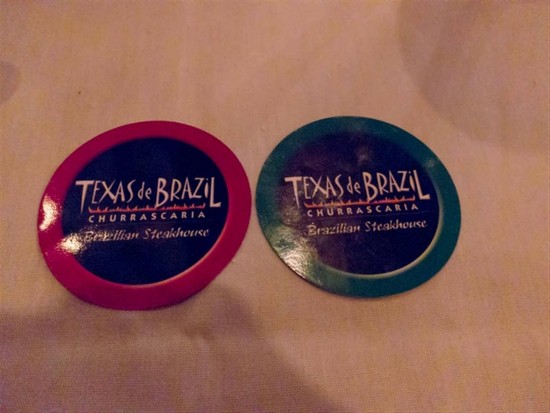 TEXAS de BRAZIL
CHURRASCARIA
Brazilian Steakhouse
TEXAS de BRAZIL
CHURRASCARIA
Brazilian Steakhouse